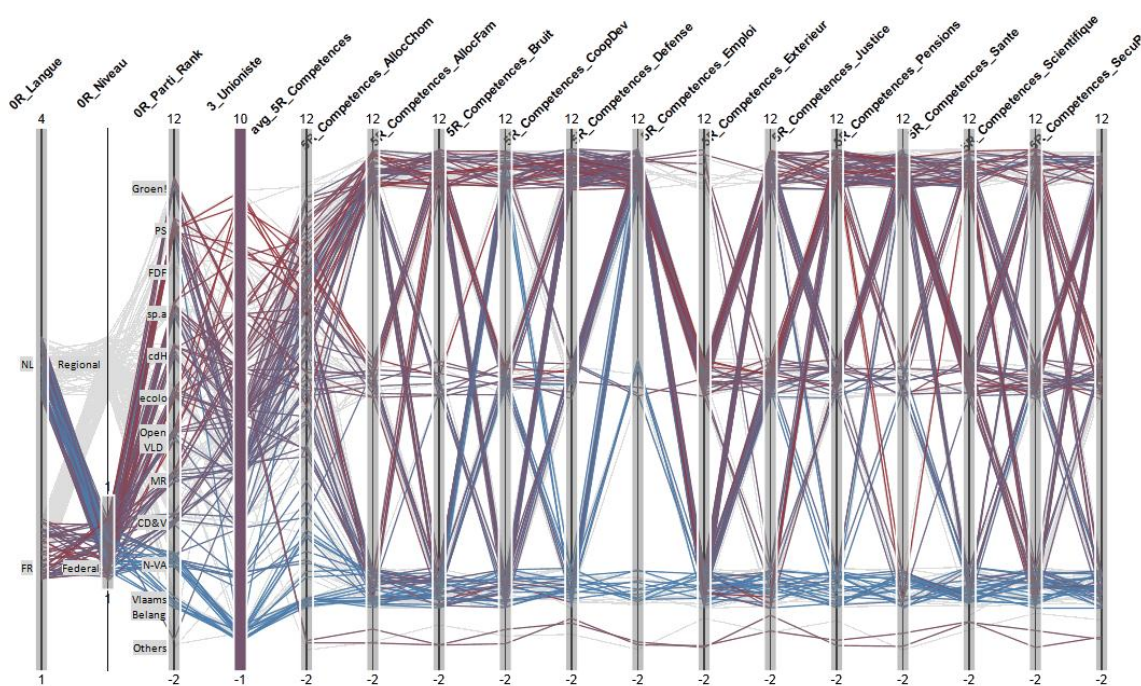 0R_Langue
0R_Niveau
0R_Parti_Rank
3_Unioniste
avg_5R_Competences
5R_Competences_AllocChom
5R_Competences_AllocFam
5R_Competences_Bruit
5R_Competences_CoopDev
5R_Competences_Defense
5R_Competences_Emploi
5R_Competences_Exterieur
5R_Competences_Justice
5R_Competences_Pensions
5R_Competences_Sante
5R_Competences_Scientifique
5R_Competences_SecuP
4 12 10 12 12 12 12 12 12 12 12 12 12 12 12 12
Groen!
PS
FDF
sp.a
cdH
NL
Regional
ecolo
Open
VLD
MR
CD&V
FR
Federal
N-VA
Vlaams
Belang
Others
1 -2 -1 -2 -2 -2 -2 -2 -2 -2 -2 -2 -2 -2 -2 -2